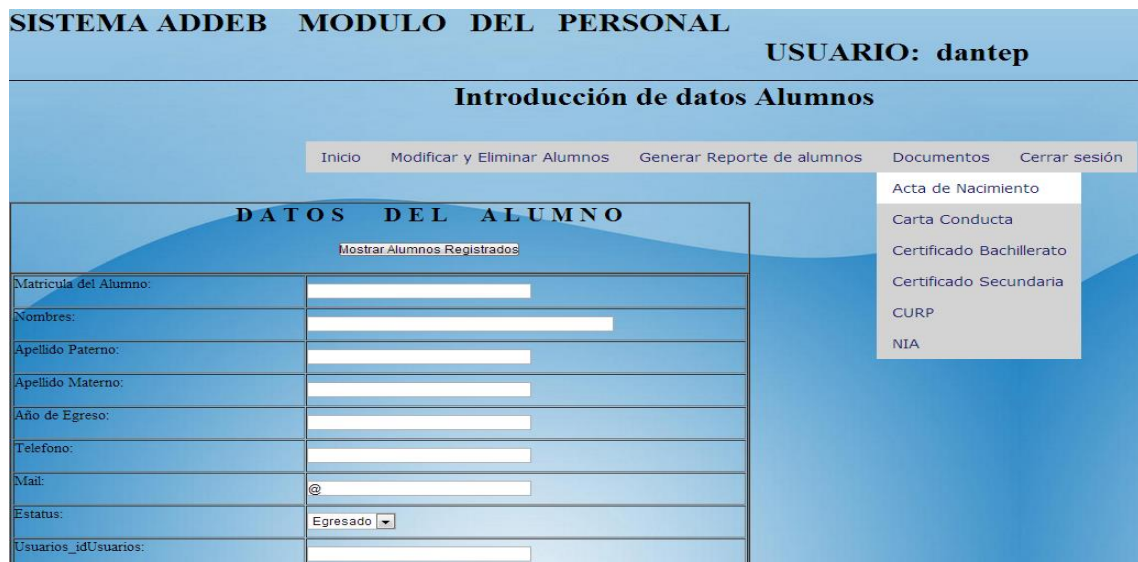 SISTEMA ADDEB MODULO DEL PERSONAL
USUARIO: dantep
Introducción de datos Alumnos
Inicio Modificar y Eliminar Alumnos Generar Reporte de alumnos Documentos Cerrar sesión
Acta de Nacimiento
Carta Conducta
Certificado Bachillerato
Certificado Secundaria
CURP
NIA
DATOS DEL ALUMNO
Mostrar Alumnos Registrados
Matricula del Alumno:
Nombres:
Apellido Paterno:
Apellido Materno:
Año de Egreso:
Telefono:
Mail:
@
Estatus:
Egresado
Usuarios_idUsuarios: